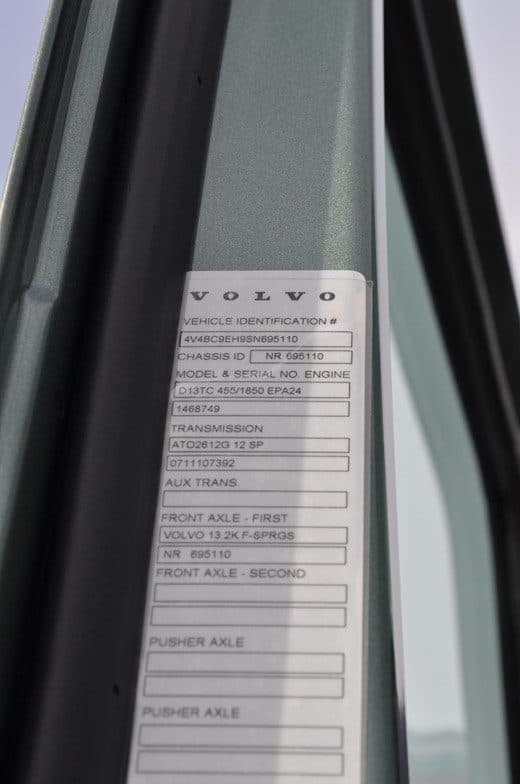 VOLVO
VEHICLE IDENTIFICATION #
4V4BC9EH9SN695110
CHASSIS ID NR 695110
MODEL & SERIAL NO. ENGINE
D13TC 455/1850 EPA24
1468749
TRANSMISSION
ATO2612G 12 SP
0711107392
AUX TRANS.
FRONT AXLE - FIRST
VOLVO 13.2K F-SPRGS
NR 695110
FRONT AXLE - SECOND
PUSHER AXLE
PUSHER AXLE